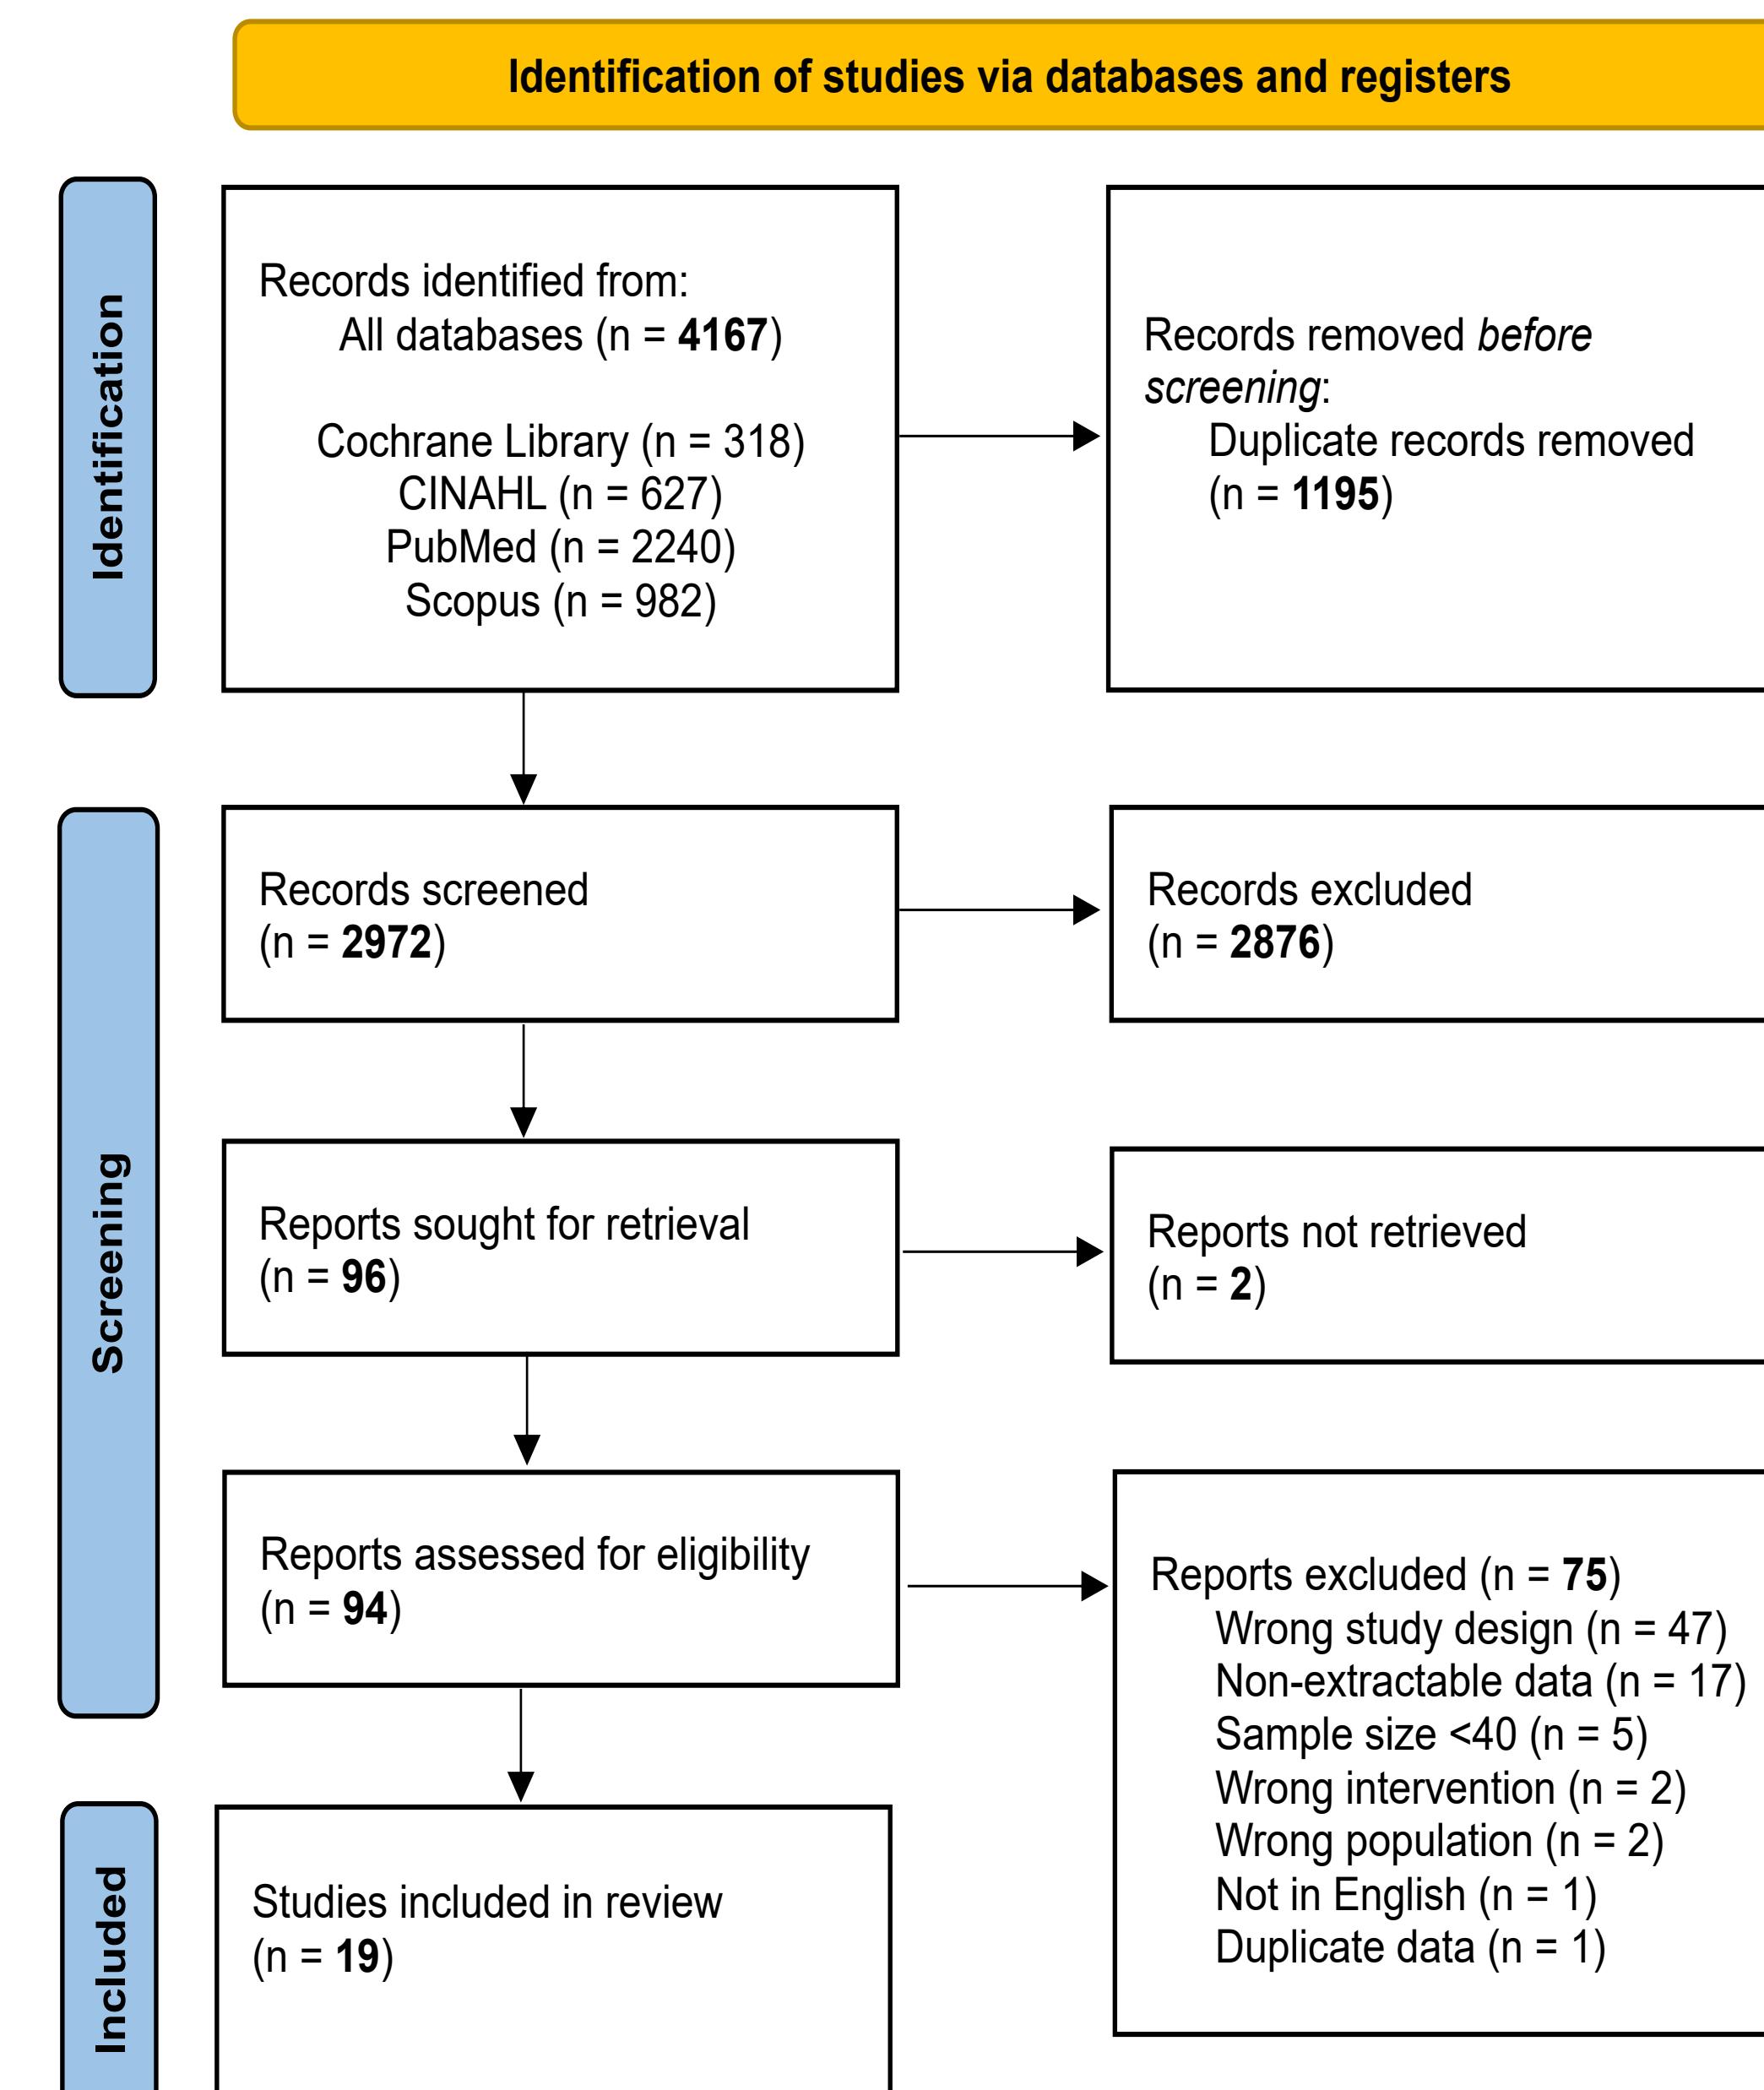 Identification of studies via databases and registers
Identification
Records identified from:
All databases (n = 4167)
Cochrane Library (n = 318)
CINAHL (n = 627)
PubMed (n = 2240)
Scopus (n = 982)
Records removed before
screening:
Duplicate records removed
(n = 1195)
Screening
Records screened
(n = 2972)
Records excluded
(n = 2876)
Reports sought for retrieval
(n = 96)
Reports not retrieved
(n = 2)
Reports assessed for eligibility
(n = 94)
Reports excluded (n = 75)
Wrong study design (n = 47)
Non-extractable data (n = 17)
Sample size <40 (n = 5)
Wrong intervention (n = 2)
Wrong population (n = 2)
Not in English (n = 1)
Duplicate data (n = 1)
Included
Studies included in review
(n = 19)